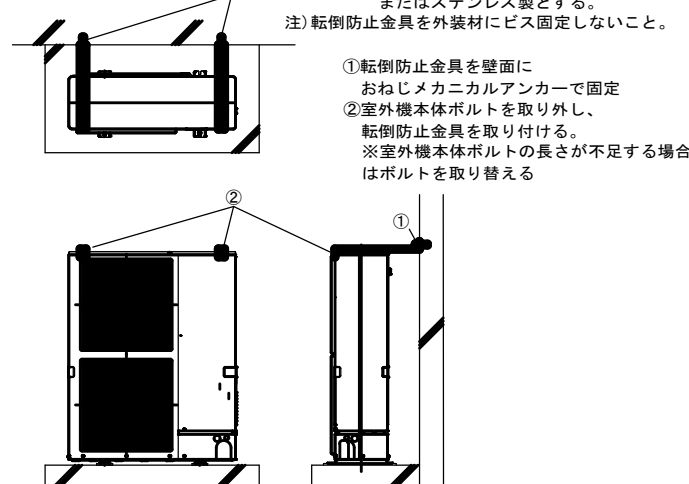 またはステンレス製とする。
注)転倒防止金具を外装材にビス固定しないこと。
①転倒防止金具を壁面に
おねじメカニカルアンカーで固定
②室外機本体ボルトを取り外し、
転倒防止金具を取り付ける。
※室外機本体ボルトの長さが不足する場合
はボルトを取り替える
②
①